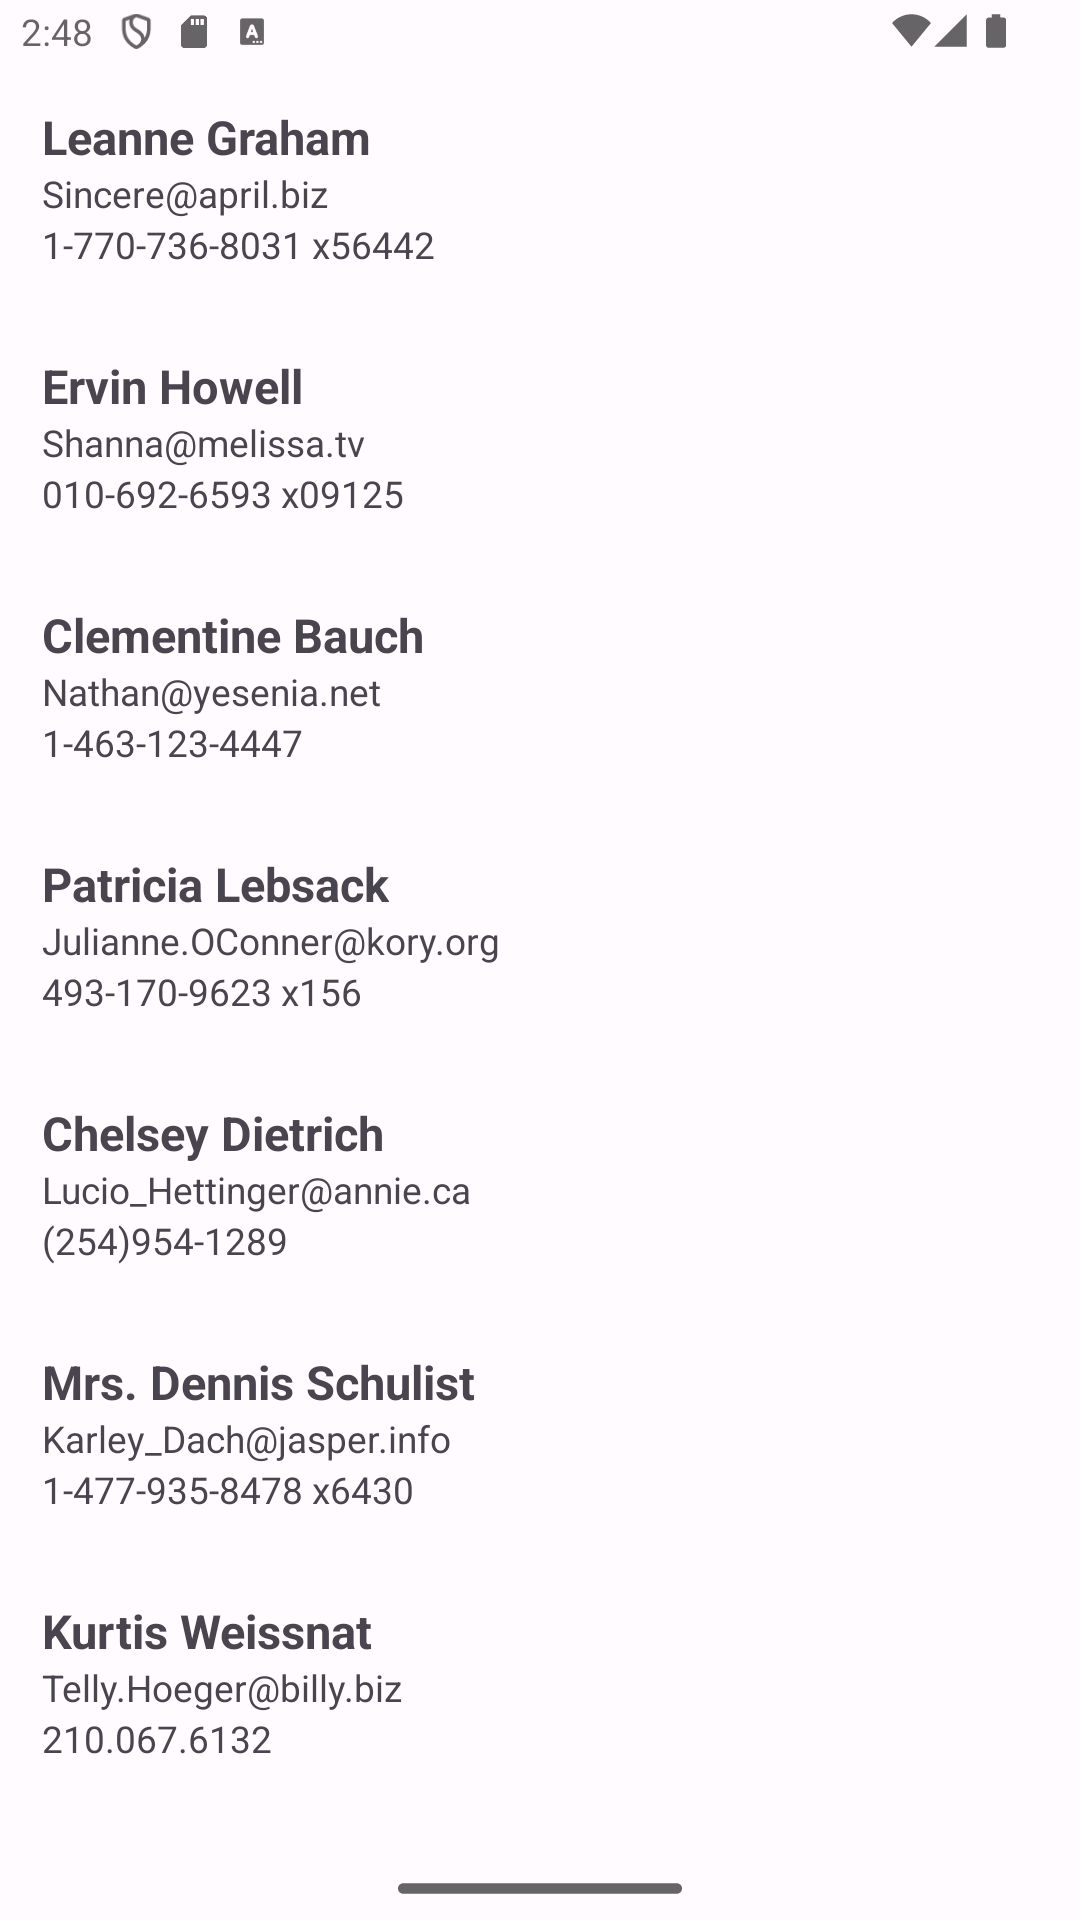 2:48
Leanne Graham
Sincere@april.biz
1-770-736-8031 x56442
Ervin Howell
Shanna@melissa.tv
010-692-6593 x09125
Clementine Bauch
Nathan@yesenia.net
1-463-123-4447
Patricia Lebsack
Julianne.OConner@kory.org
493-170-9623 x156
Chelsey Dietrich
Lucio_Hettinger@annie.ca
(254)954-1289
Mrs. Dennis Schulist
Karley_Dach@jasper.info
1-477-935-8478 x6430
Kurtis Weissnat
Telly.Hoeger@billy.biz
210.067.6132